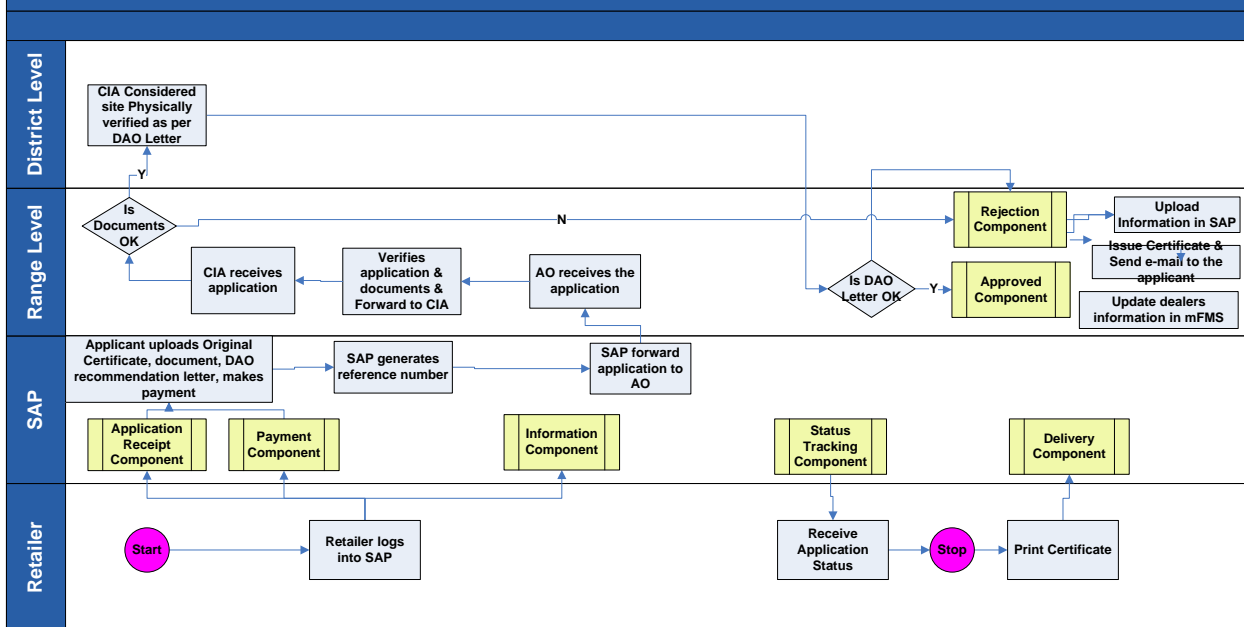 District Level
CIA Considered
site Physically
verified as per
DAO Letter
Y
Range Level
Is
Documents
OK
N
Rejection
Component
Upload
Information in SAP
CIA receives
application
Verifies
application &
documents &
Forward to CIA
AO receives the
application
Is DAO
Letter OK
Y
Approved
Component
Issue Certificate &
Send e-mail to the
applicant
Update dealers
information in mFMS
SAP
Applicant uploads Original
Certificate, document, DAO
recommendation letter, makes
payment
SAP generates
reference number
SAP forward
application to
AO
Application
Receipt
Component
Payment
Component
Information
Component
Status
Tracking
Component
Delivery
Component
Retailer
Start
Retailer logs
into SAP
Receive
Application
Status
Stop
Print Certificate